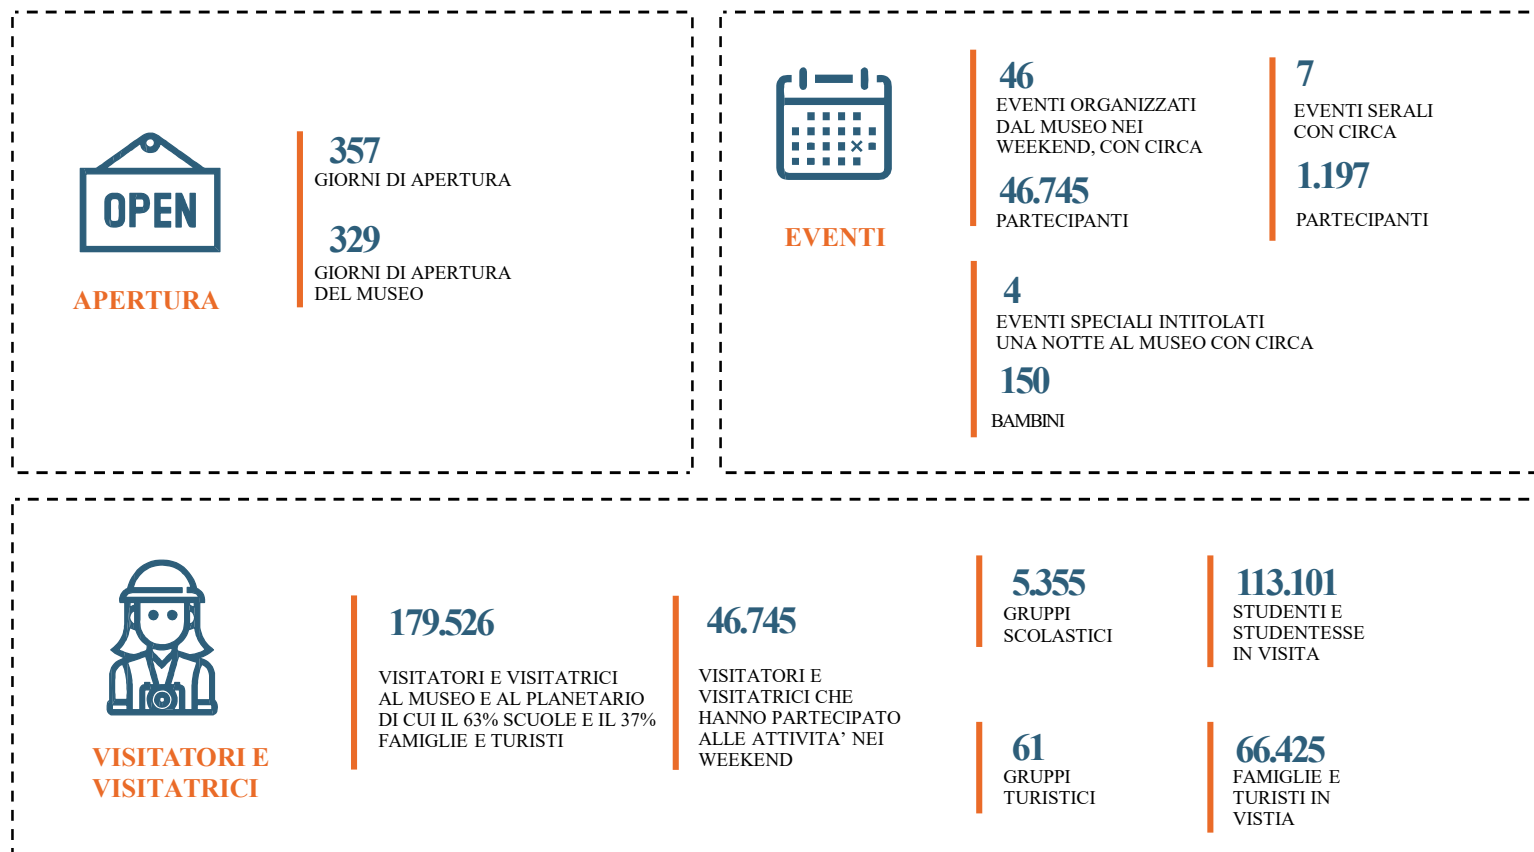 OPEN
APERTURA
357
GIORNI DI APERTURA
329
GIORNI DI APERTURA
DEL MUSEO
EVENTI
46
EVENTI ORGANIZZATI
DAL MUSEO NEI
WEEKEND, CON CIRCA
46.745
PARTECIPANTI
7
EVENTI SERALI
CON CIRCA
1.197
PARTECIPANTI
4
EVENTI SPECIALI INTITOLATI
UNA NOTTE AL MUSEO CON CIRCA
150
BAMBINI
VISITATORI E
VISITATRICI
179.526
VISITATORI E VISITATRICI
AL MUSEO E AL PLANETARIO
DI CUI IL 63% SCUOLE E IL 37%
FAMIGLIE E TURISTI
46.745
VISITATORI E
VISITATRICI CHE
HANNO PARTECIPATO
ALLE ATTIVITA’ NEI
WEEKEND
5.355
GRUPPI
SCOLASTICI
113.101
STUDENTI E
STUDENTESSE
IN VISITA
61
GRUPPI
TURISTICI
66.425
FAMIGLIE E
TURISTI IN
VISTIA